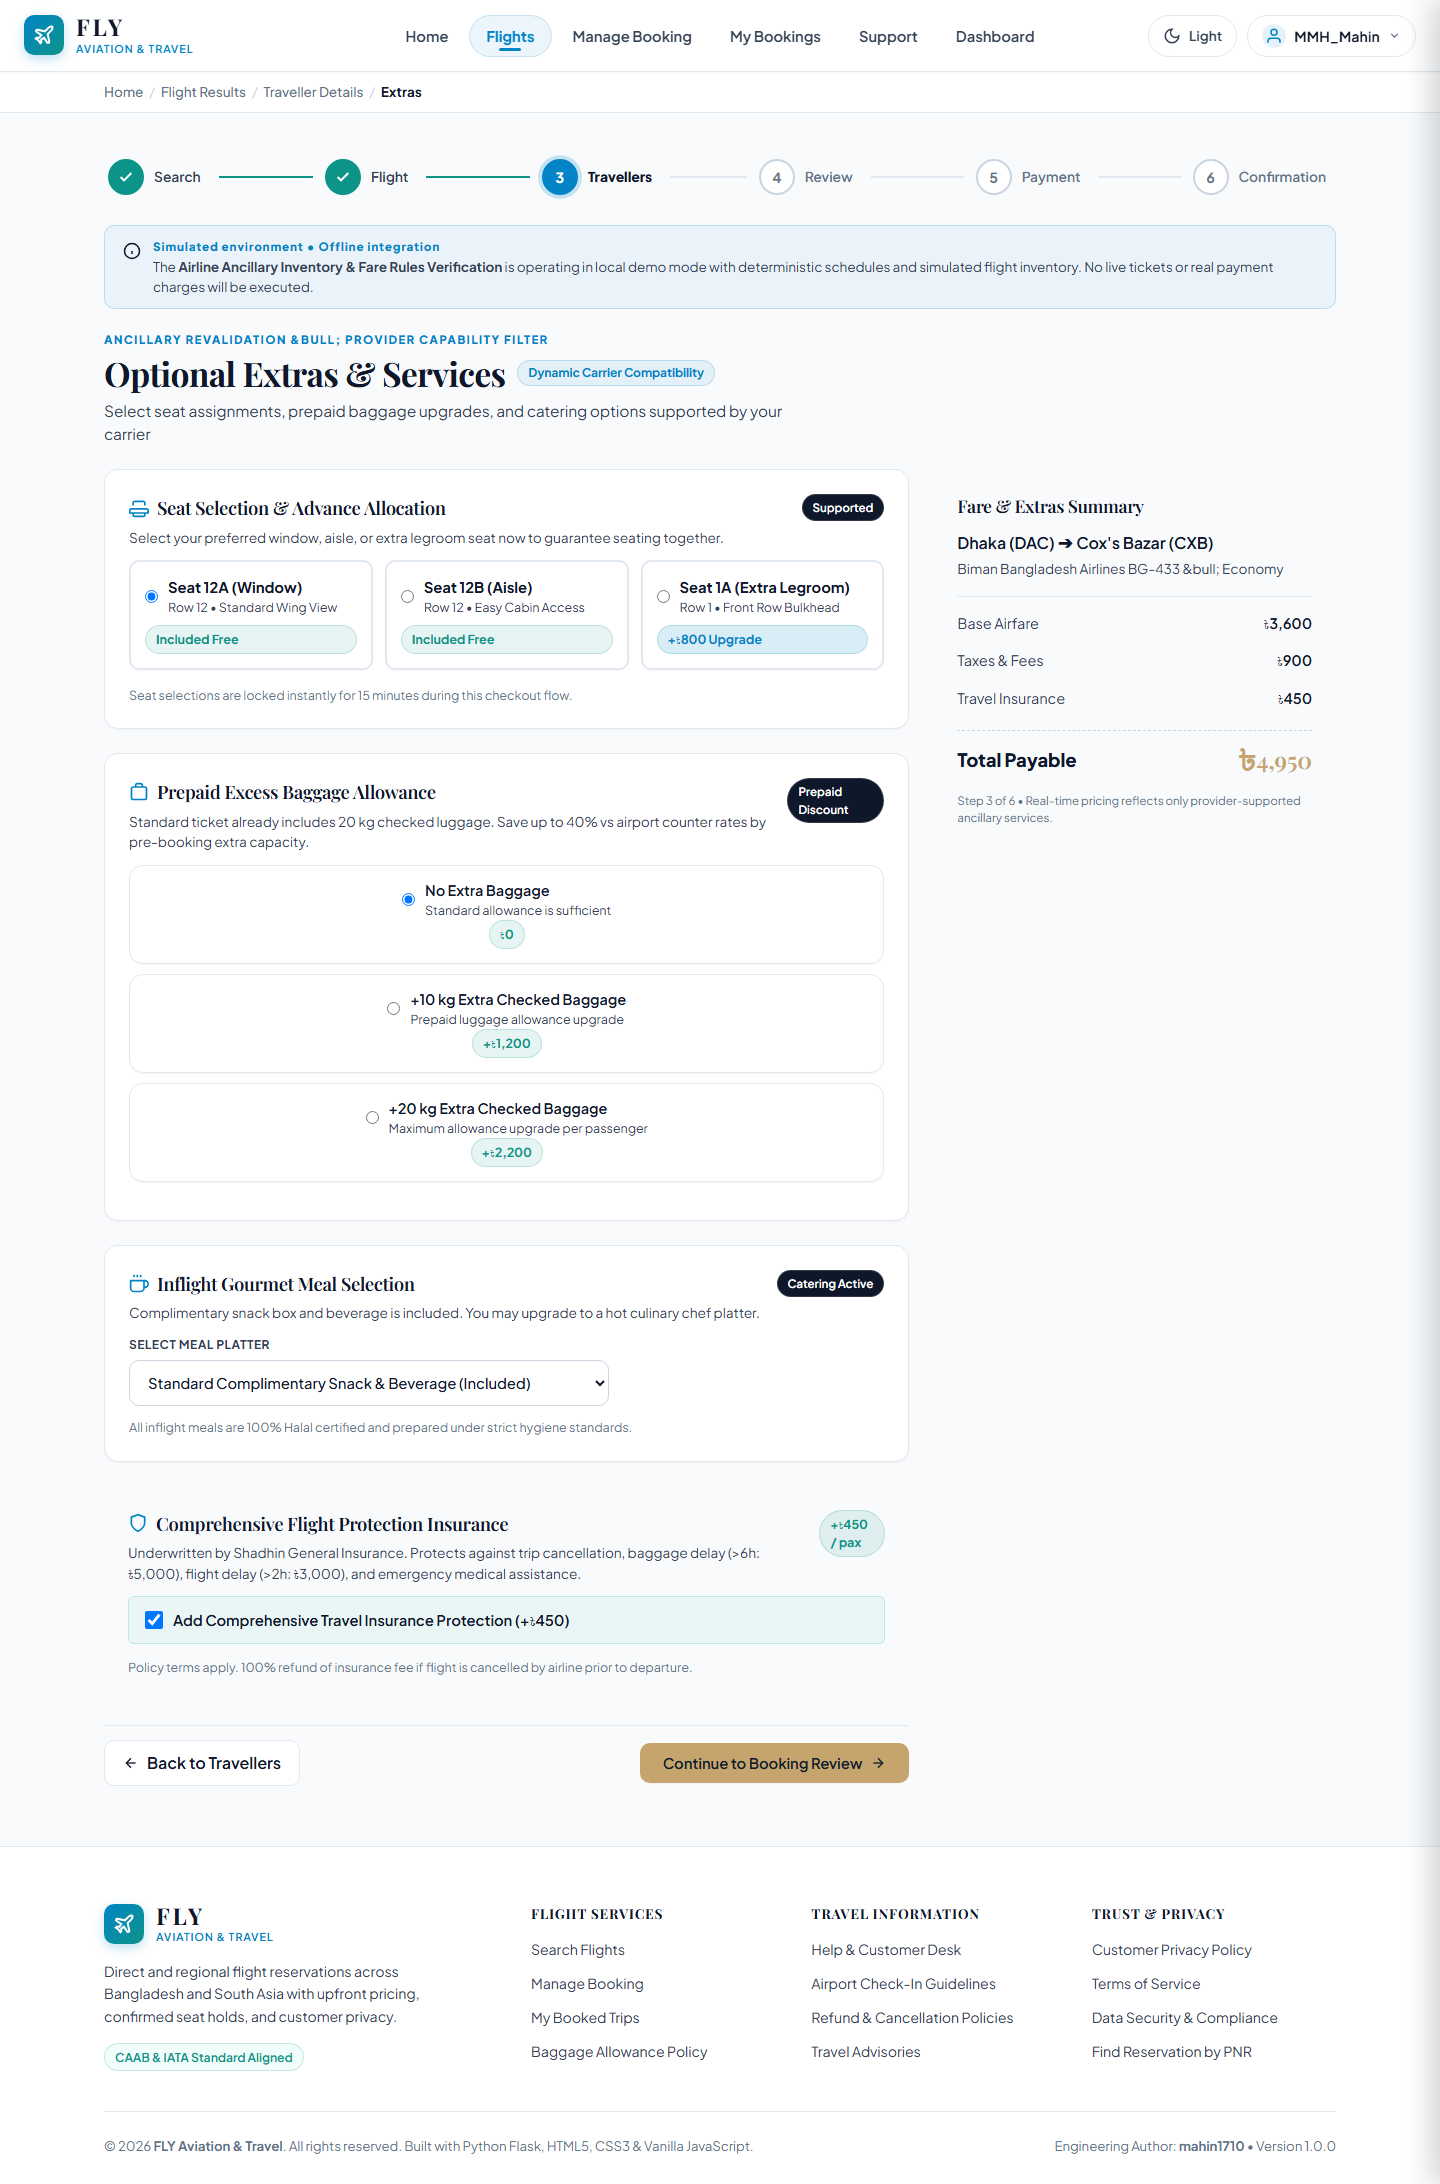 FLY
AVIATION & TRAVEL
Home
Flights
Manage Booking
My Bookings
Support
Dashboard
Light
MMH_Mahin
Home / Flight Results / Traveller Details / Extras
Search
Flight
3 Travellers
4 Review
5 Payment
6 Confirmation
Simulated environment • Offline integration
The Airline Ancillary Inventory & Fare Rules Verification is operating in local demo mode with deterministic schedules and simulated flight inventory. No live tickets or real payment
charges will be executed.
ANCILLARY REVALIDATION &BULL; PROVIDER CAPABILITY FILTER
Optional Extras & Services
Dynamic Carrier Compatibility
Select seat assignments, prepaid baggage upgrades, and catering options supported by your
carrier
Seat Selection & Advance Allocation
Supported
Select your preferred window, aisle, or extra legroom seat now to guarantee seating together.
Seat 12A (Window)
Row 12 • Standard Wing View
Included Free
Seat 12B (Aisle)
Row 12 • Easy Cabin Access
Included Free
Seat 1A (Extra Legroom)
Row 1 • Front Row Bulkhead
+৳800 Upgrade
Seat selections are locked instantly for 15 minutes during this checkout flow.
Prepaid Excess Baggage Allowance
Prepaid
Discount
Standard ticket already includes 20 kg checked luggage. Save up to 40% vs airport counter rates by
pre-booking extra capacity.
No Extra Baggage
Standard allowance is sufficient
৳0
+10 kg Extra Checked Baggage
Prepaid luggage allowance upgrade
+৳1,200
+20 kg Extra Checked Baggage
Maximum allowance upgrade per passenger
+৳2,200
Inflight Gourmet Meal Selection
Catering Active
Complimentary snack box and beverage is included. You may upgrade to a hot culinary chef platter.
SELECT MEAL PLATTER
Standard Complimentary Snack & Beverage (Included)
All inflight meals are 100% Halal certified and prepared under strict hygiene standards.
Comprehensive Flight Protection Insurance
+৳450
/ pax
Underwritten by Shadhin General Insurance. Protects against trip cancellation, baggage delay (>6h:
৳5,000), flight delay (>2h: ৳3,000), and emergency medical assistance.
Add Comprehensive Travel Insurance Protection (+৳450)
Policy terms apply. 100% refund of insurance fee if flight is cancelled by airline prior to departure.
← Back to Travellers
Continue to Booking Review →
Fare & Extras Summary
Dhaka (DAC) ➔ Cox's Bazar (CXB)
Biman Bangladesh Airlines BG-433 &bull; Economy
Base Airfare ৳3,600
Taxes & Fees ৳900
Travel Insurance ৳450
Total Payable ৳4,950
Step 3 of 6 • Real-time pricing reflects only provider-supported
ancillary services.
FLY
AVIATION & TRAVEL
Direct and regional flight reservations across
Bangladesh and South Asia with upfront pricing,
confirmed seat holds, and customer privacy.
CAAB & IATA Standard Aligned
FLIGHT SERVICES
Search Flights
Manage Booking
My Booked Trips
Baggage Allowance Policy
TRAVEL INFORMATION
Help & Customer Desk
Airport Check-In Guidelines
Refund & Cancellation Policies
Travel Advisories
TRUST & PRIVACY
Customer Privacy Policy
Terms of Service
Data Security & Compliance
Find Reservation by PNR
© 2026 FLY Aviation & Travel. All rights reserved. Built with Python Flask, HTML5, CSS3 & Vanilla JavaScript.
Engineering Author: mahin1710 • Version 1.0.0